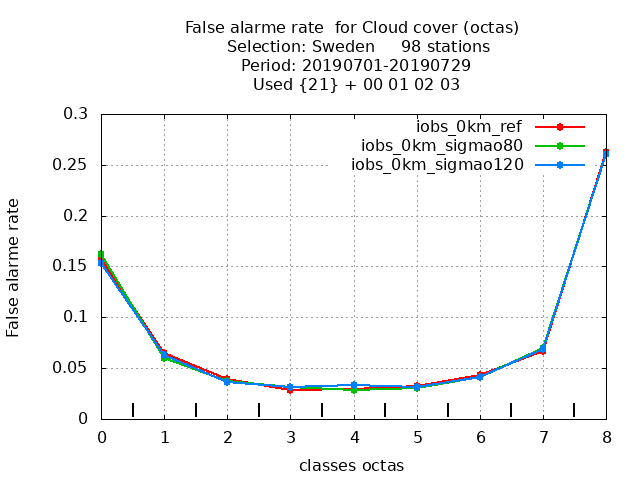 False alarme rate  for Cloud cover (octas)
Selection: Sweden     98 stations
Period: 20190701-20190729
Used {21} + 00 01 02 03
iobs_0km_ref
iobs_0km_sigmao80
iobs_0km_sigmao120
False alarme rate
0.3
0.25
0.2
0.15
0.1
0.05
0
0 1 2 3 4 5 6 7 8
classes octas